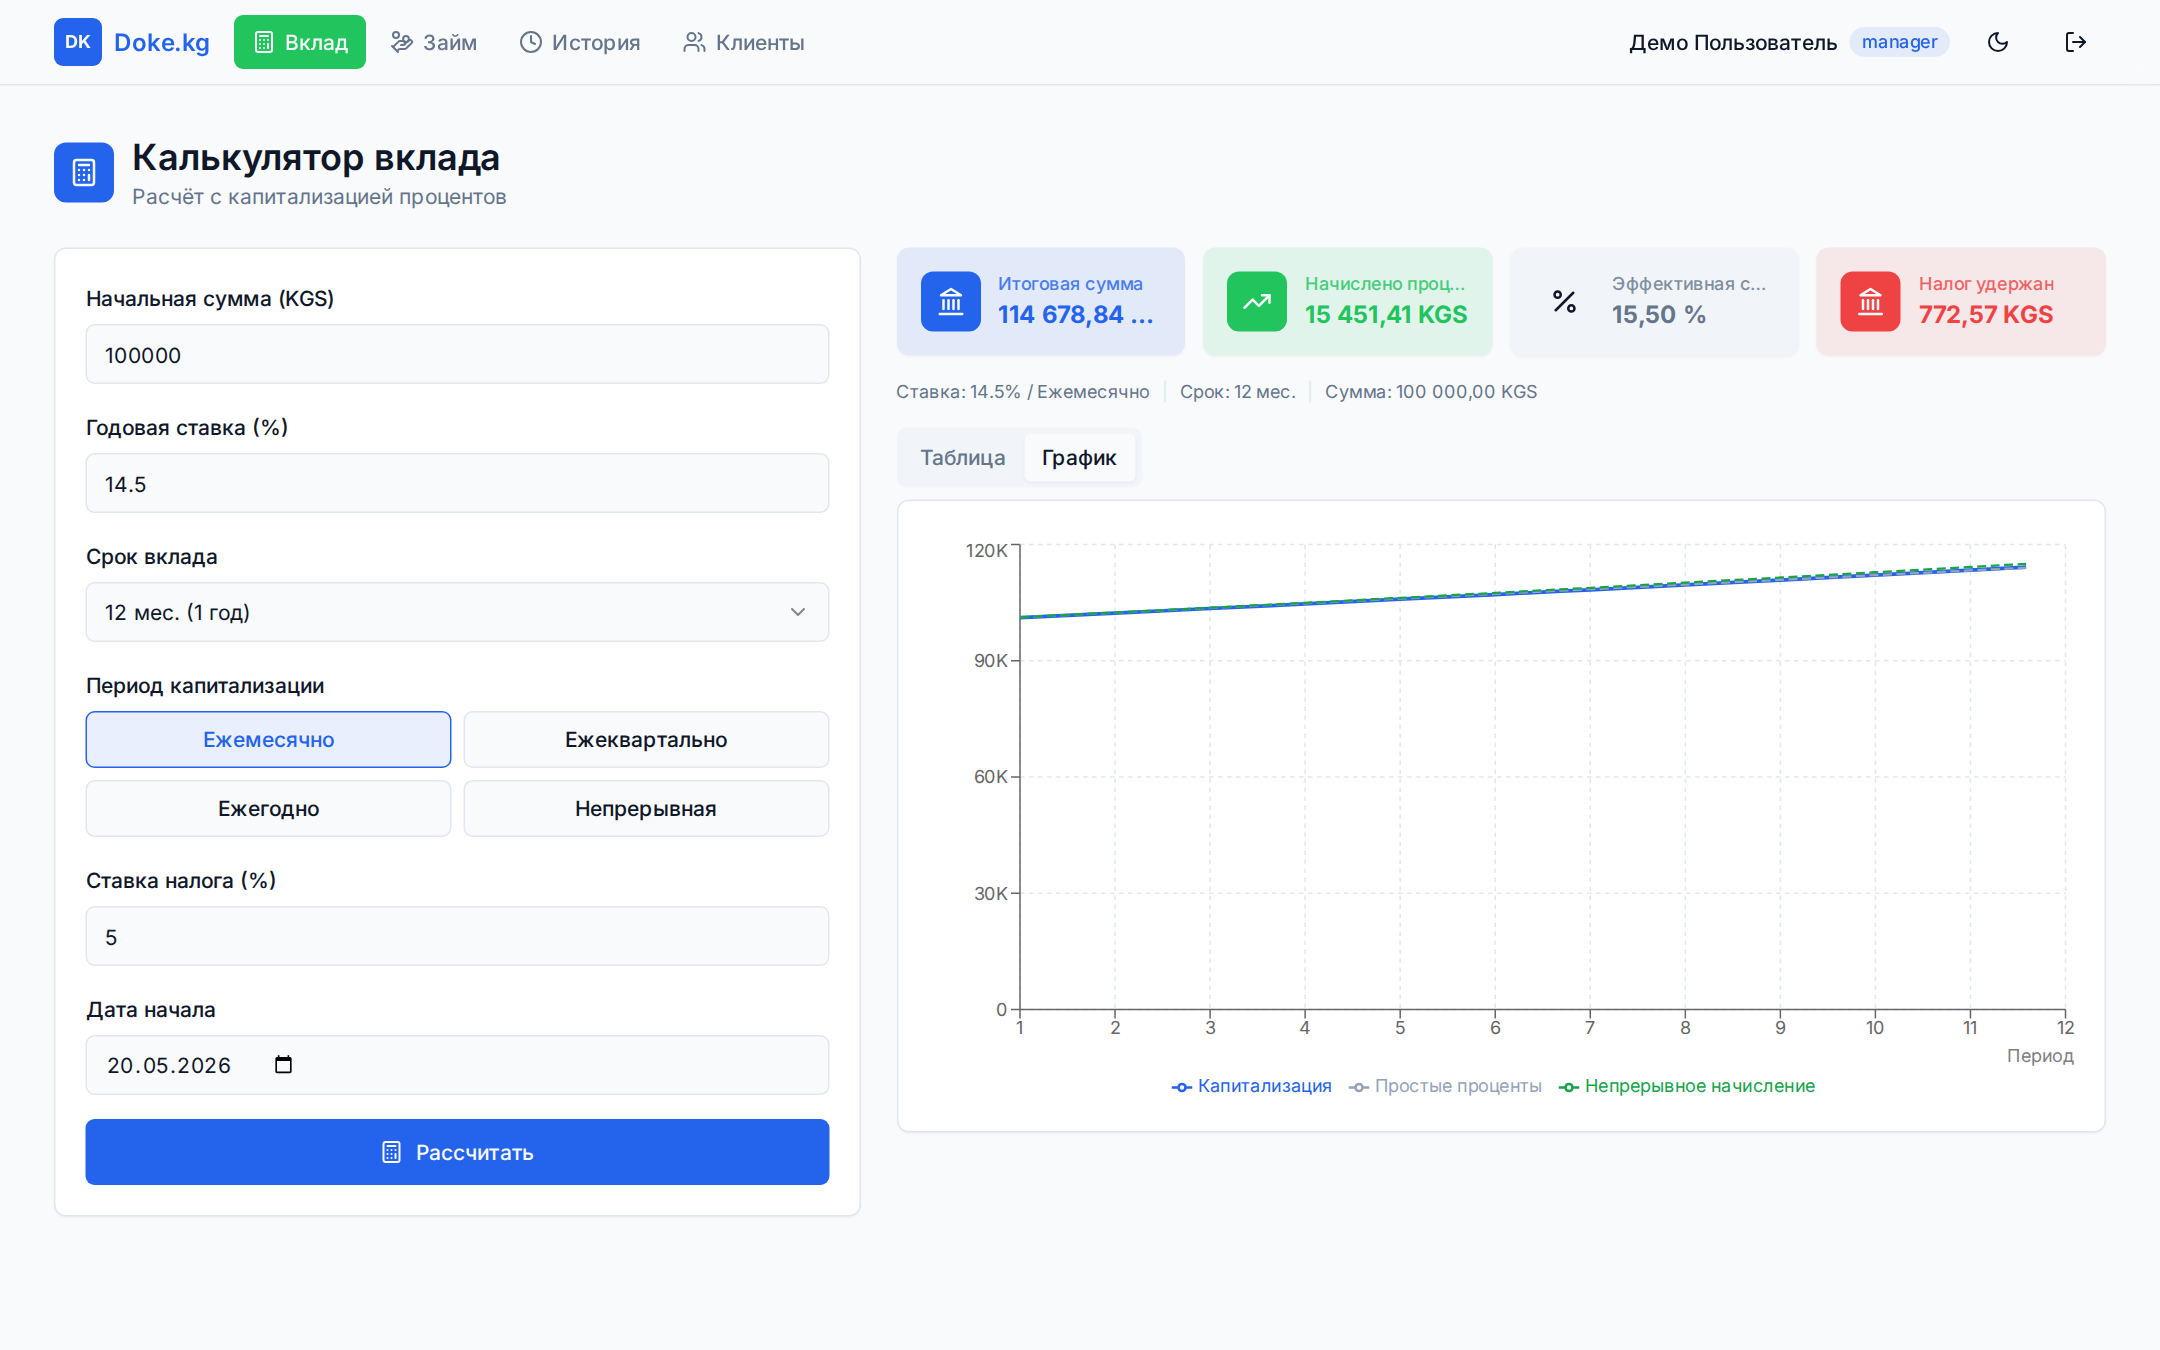 DK Doke.kg Вклад Займ История Клиенты Демо Пользователь manager
Калькулятор вклада
Расчёт с капитализацией процентов
Начальная сумма (KGS)
100000
Годовая ставка (%)
14.5
Срок вклада
12 мес. (1 год)
Период капитализации
Ежемесячно Ежеквартально
Ежегодно Непрерывная
Ставка налога (%)
5
Дата начала
20.05.2026
Рассчитать
Итоговая сумма
114 678,84 ...
Начислено проц...
15 451,41 KGS
Эффективная с...
15,50 %
Налог удержан
772,57 KGS
Ставка: 14.5% / Ежемесячно Срок: 12 мес. Сумма: 100 000,00 KGS
Таблица График
120K
90K
60K
30K
0
1 2 3 4 5 6 7 8 9 10 11 12
Период
Капитализация Простые проценты Непрерывное начисление